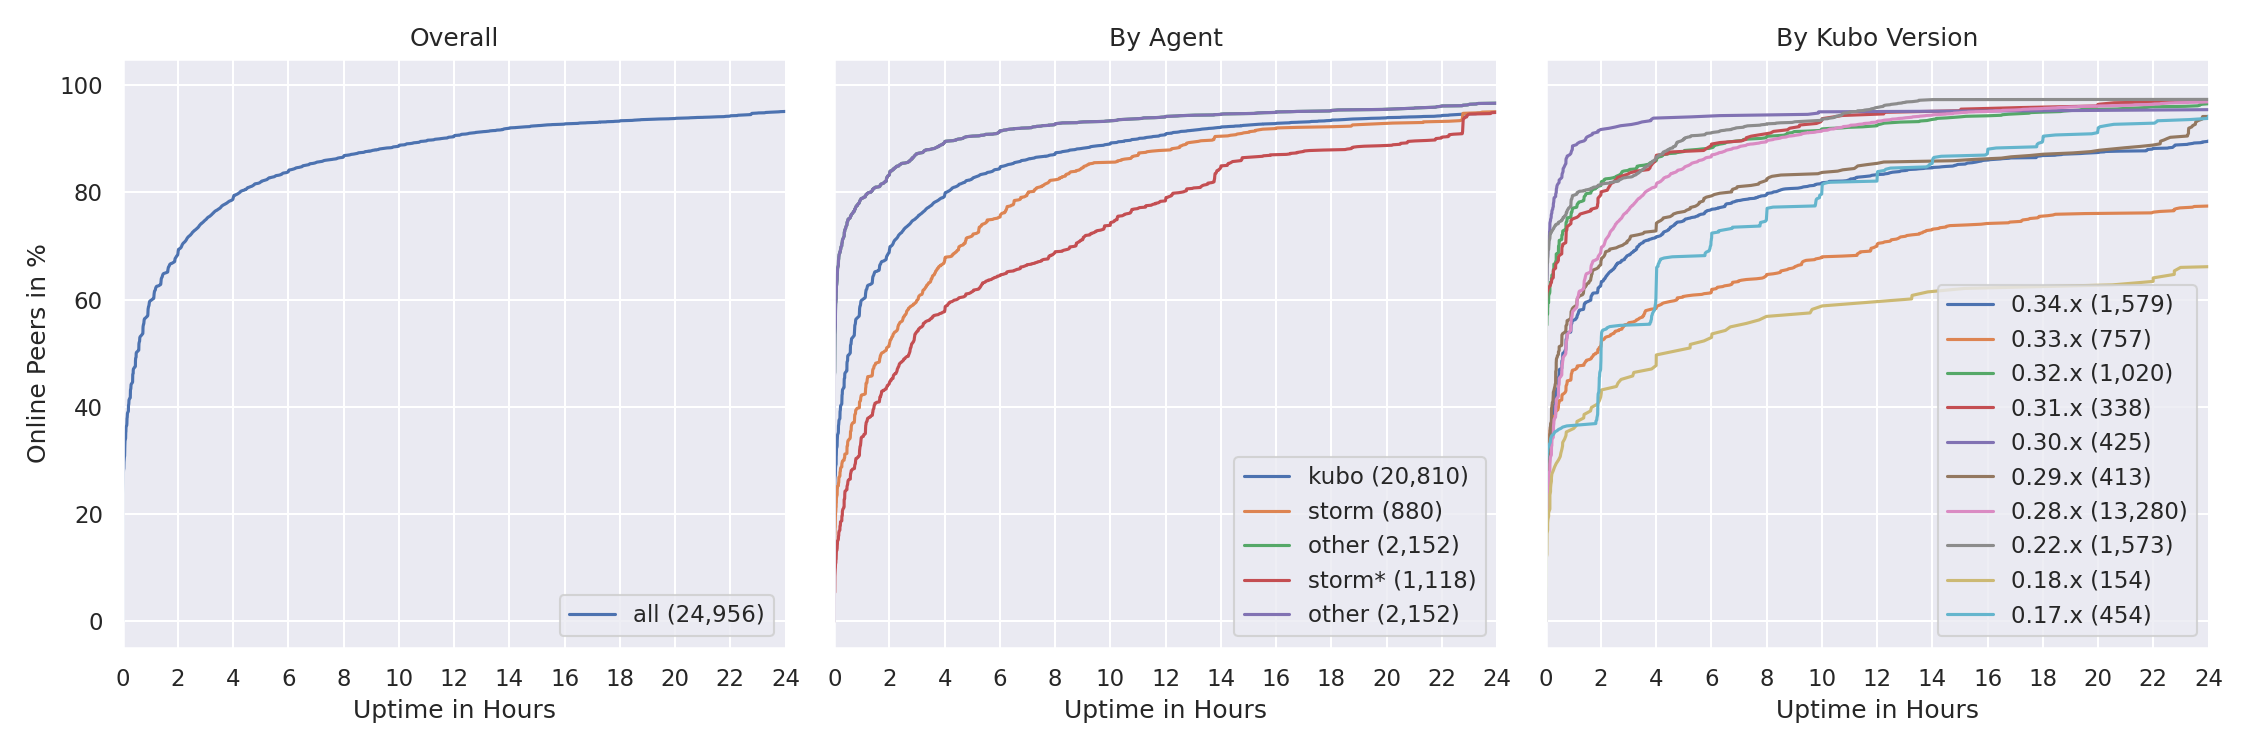 Overall
By Agent
By Kubo Version
Online Peers in %
100
80
60
40
20
0
0 2 4 6 8 10 12 14 16 18 20 22 24
Uptime in Hours
all (24,956)
0 2 4 6 8 10 12 14 16 18 20 22 24
Uptime in Hours
kubo (20,810)
storm (880)
other (2,152)
storm* (1,118)
other (2,152)
0 2 4 6 8 10 12 14 16 18 20 22 24
Uptime in Hours
0.34.x (1,579)
0.33.x (757)
0.32.x (1,020)
0.31.x (338)
0.30.x (425)
0.29.x (413)
0.28.x (13,280)
0.22.x (1,573)
0.18.x (154)
0.17.x (454)